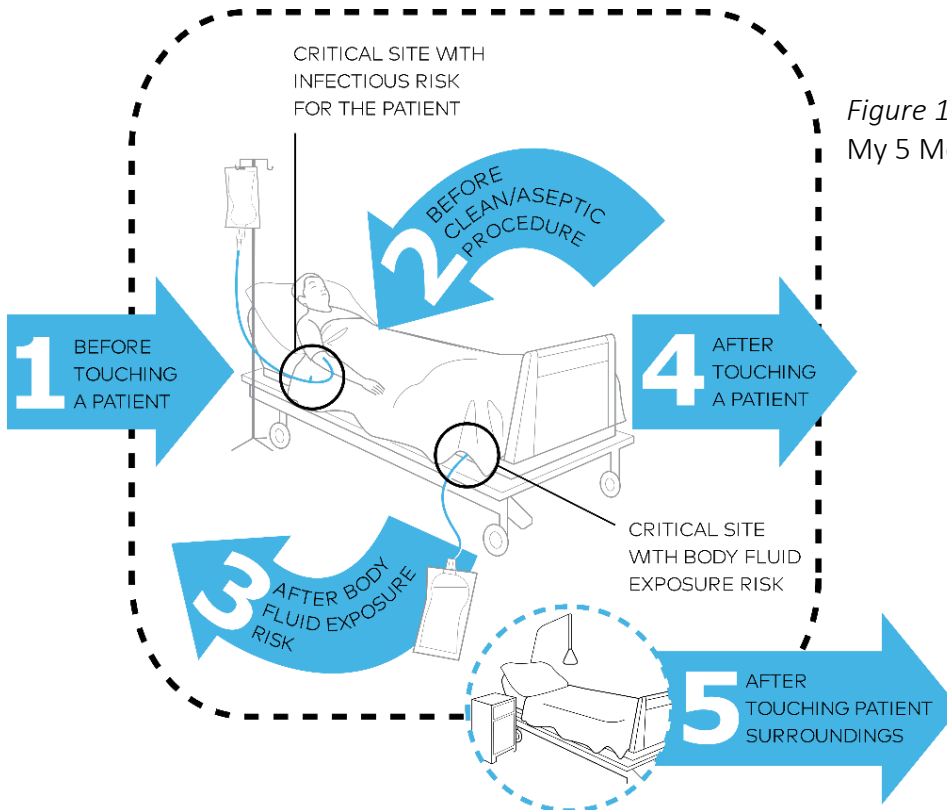 CRITICAL SITE WITH
INFECTIOUS RISK
FOR THE PATIENT
Figure 1
My 5 M
2
BEFORE
CLEAN/ASEPTIC
PROCEDURE
1
BEFORE
TOUCHING
A PATIENT
4
AFTER
TOUCHING
A PATIENT
CRITICAL SITE
WITH BODY FLUID
EXPOSURE RISK
3
AFTER BODY
FLUID EXPOSURE
RISK
5
AFTER
TOUCHING PATIENT
SURROUNDINGS